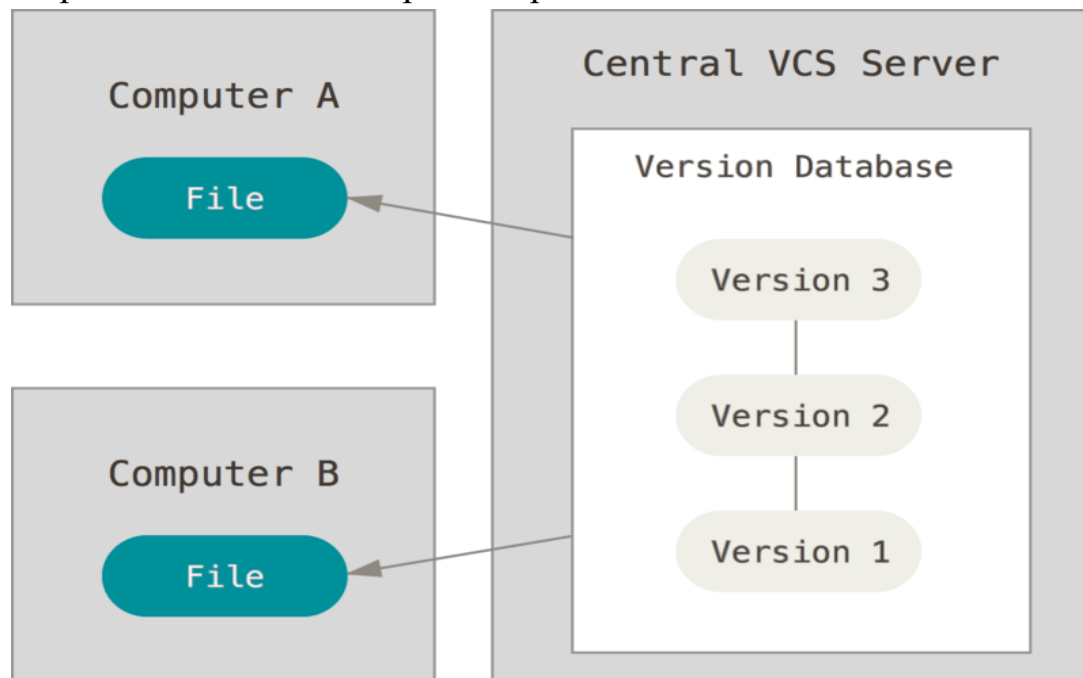 Computer A
File
Computer B
File
Central VCS Server
Version Database
Version 3
Version 2
Version 1